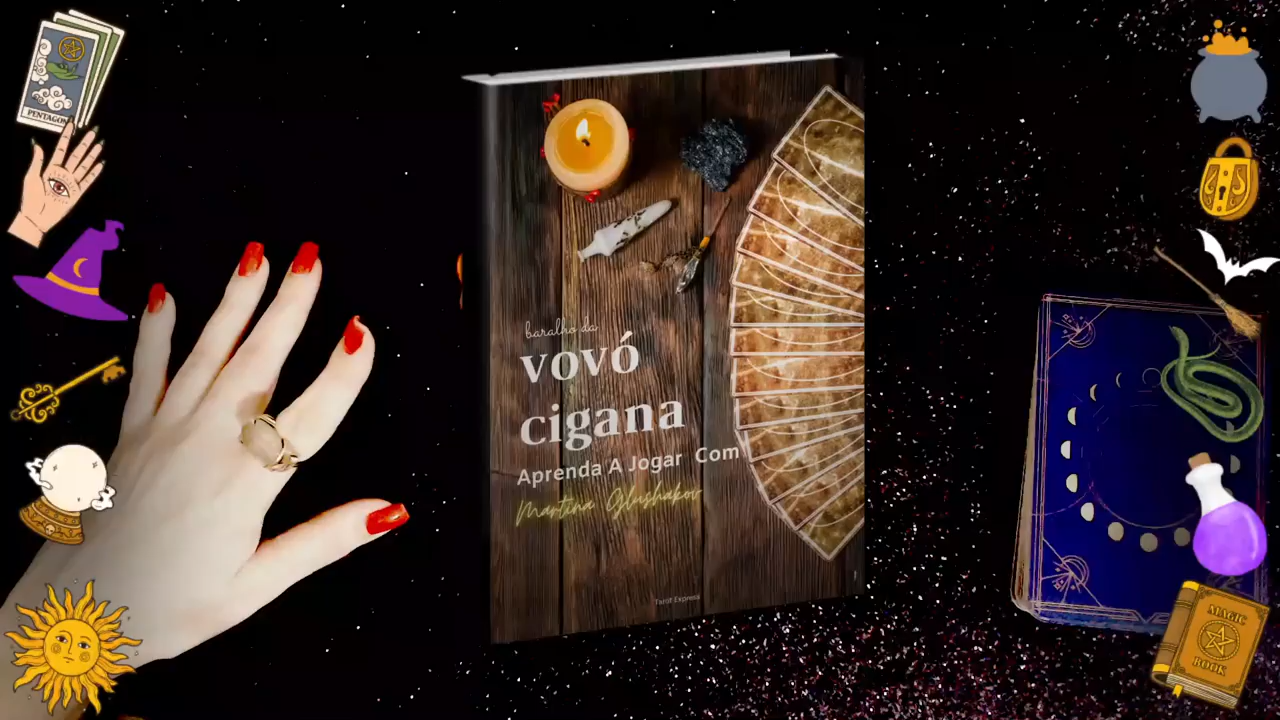 PENTAGON
baralho da
vovó
cigana
Aprenda A Jogar Com
Martina Glushakov
Tarot Express
MAGIC
BOOK